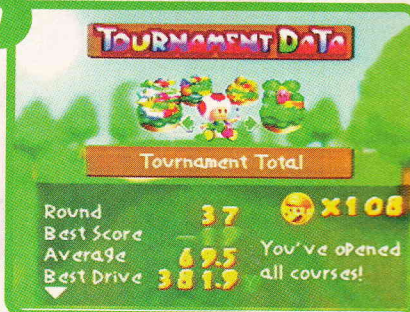 TOURNAMENT DATA
Tournament Total
Round 37
x108
Best Score
Average 69.5
You've opened
Best Drive 381.9
all courses!